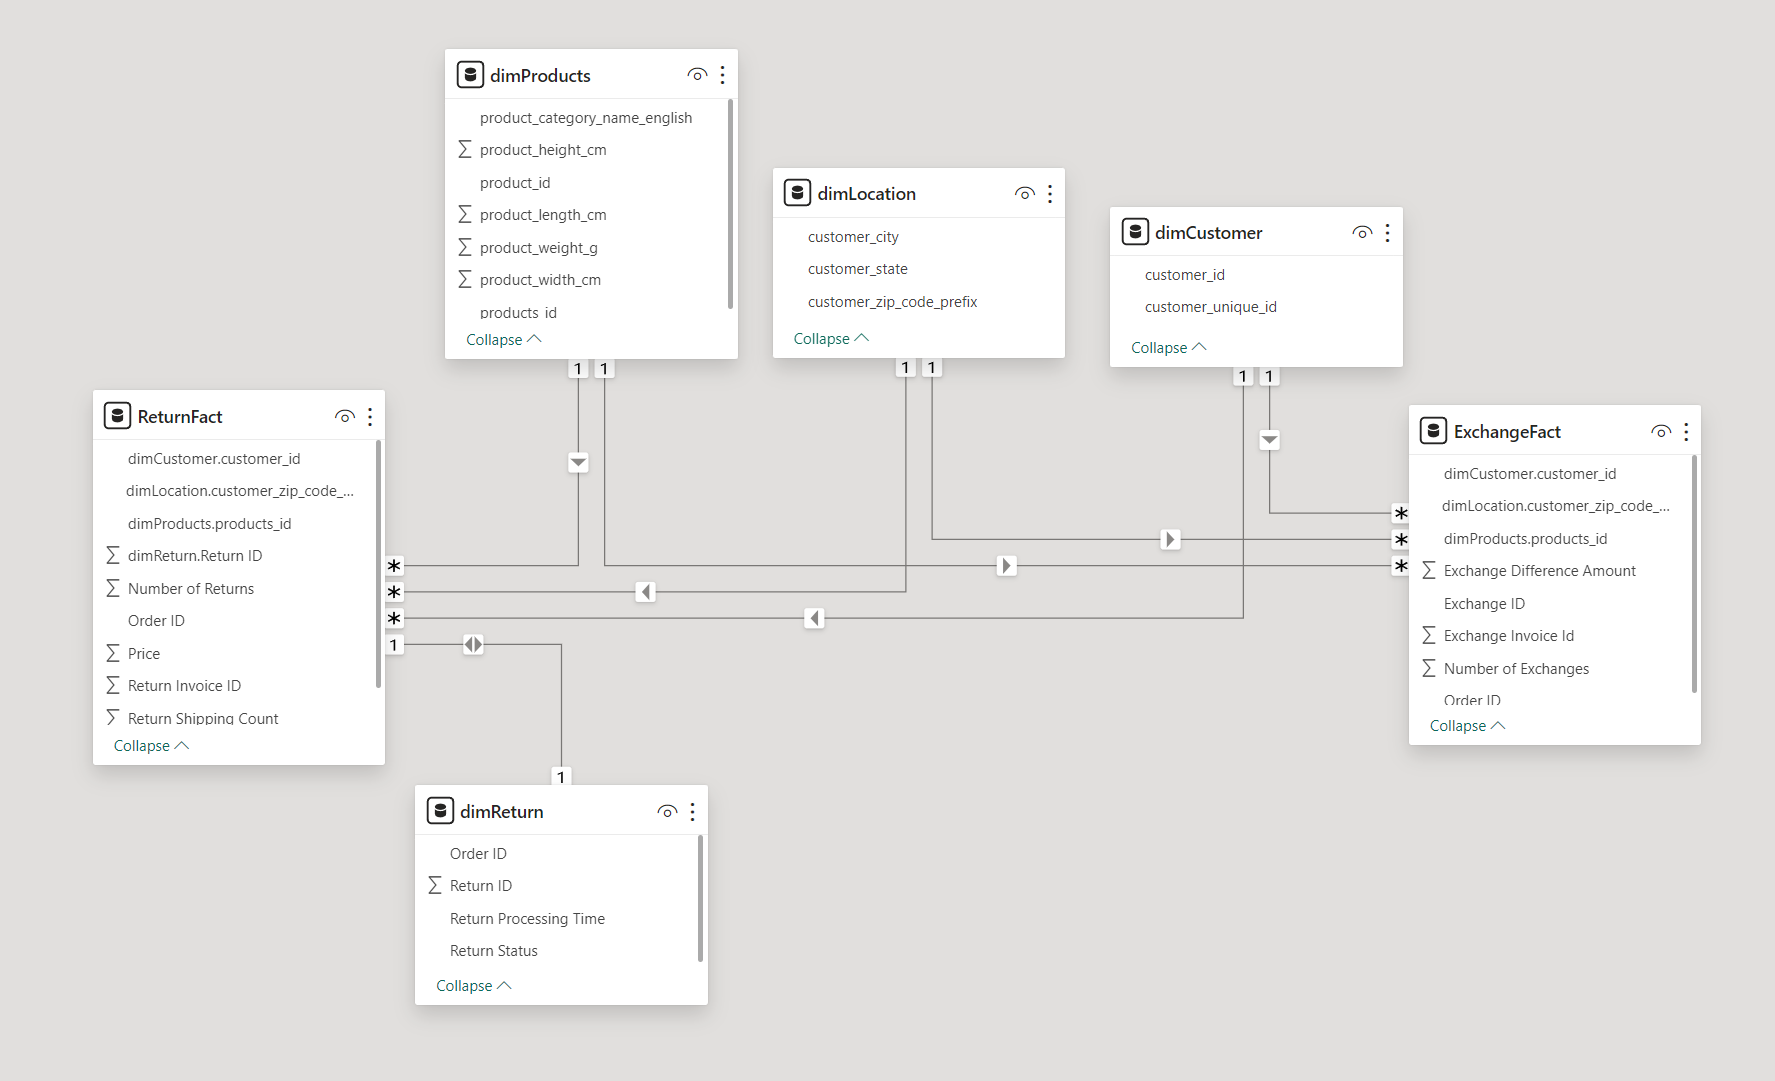 dimProducts
product_category_name_english
∑ product_height_cm
product_id
∑ product_length_cm
∑ product_weight_g
∑ product_width_cm
products_id
Collapse
1 1
dimLocation
customer_city
customer_state
customer_zip_code_prefix
Collapse
1 1
dimCustomer
customer_id
customer_unique_id
Collapse
1 1
ReturnFact
dimCustomer.customer_id
dimLocation.customer_zip_code_...
dimProducts.products_id
∑ dimReturn.Return ID
∑ Number of Returns
Order ID
∑ Price
∑ Return Invoice ID
∑ Return Shipping Count
Collapse
*
*
*
1
ExchangeFact
dimCustomer.customer_id
dimLocation.customer_zip_code_...
dimProducts.products_id
∑ Exchange Difference Amount
Exchange ID
∑ Exchange Invoice Id
∑ Number of Exchanges
Order ID
Collapse
*
*
*
1
dimReturn
Order ID
∑ Return ID
Return Processing Time
Return Status
Collapse